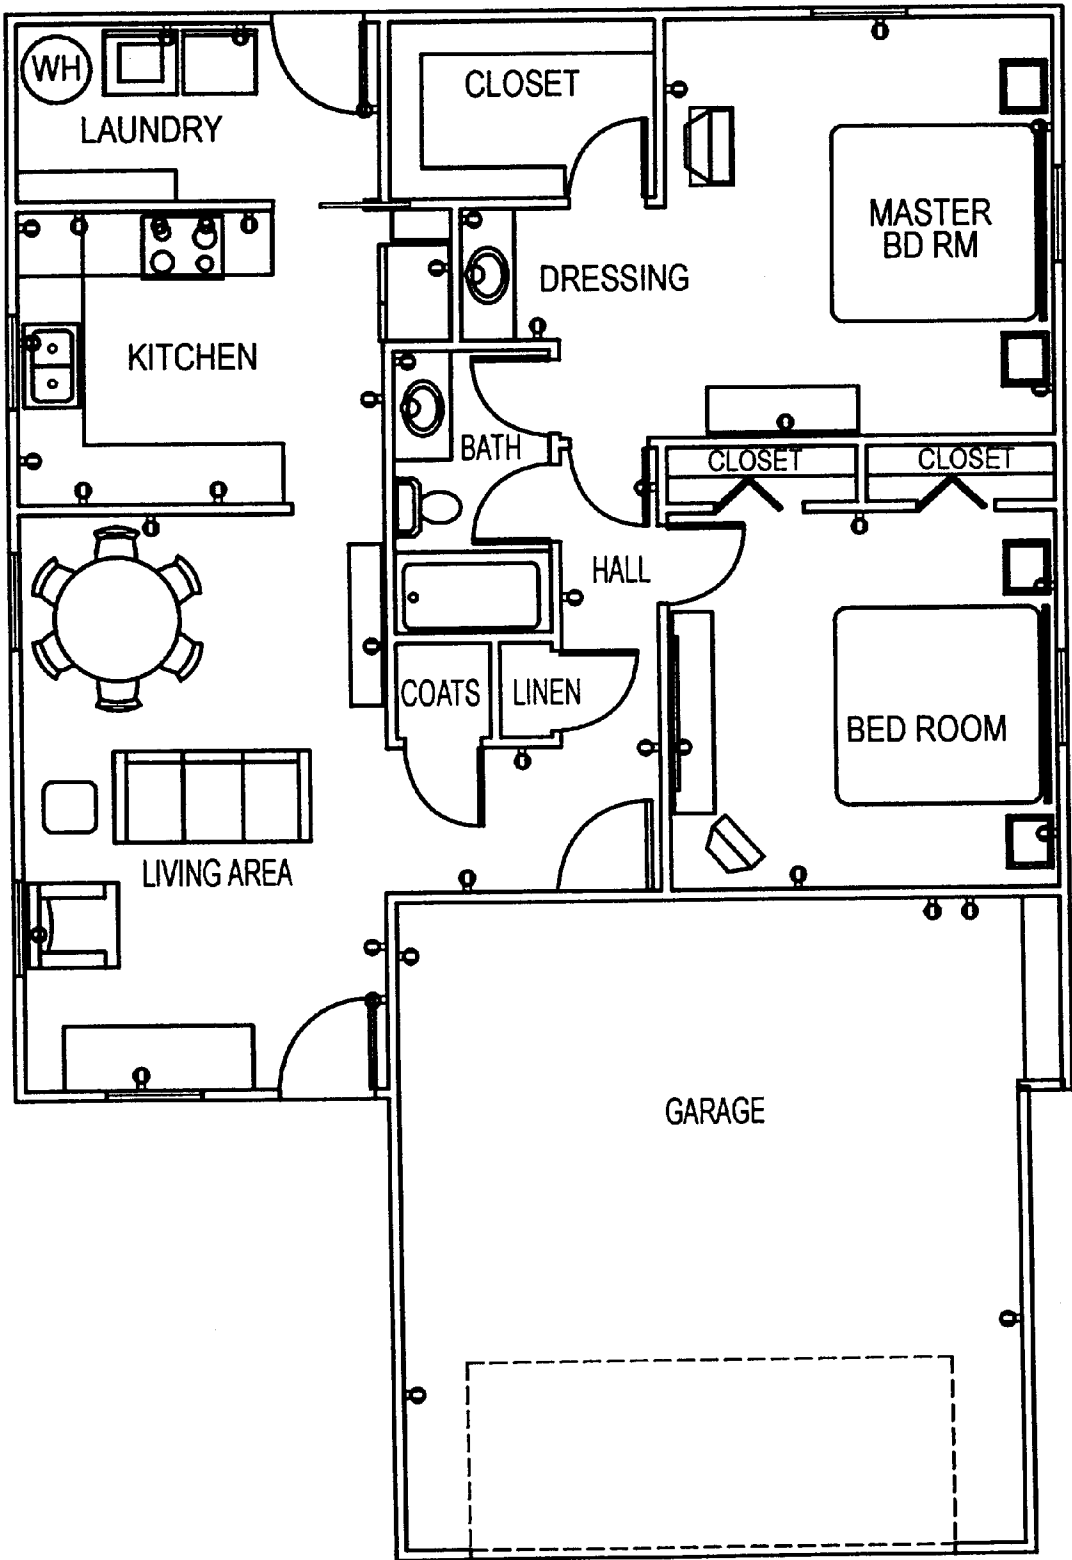 WH
LAUNDRY
CLOSET
MASTER
BD RM
DRESSING
KITCHEN
BATH
CLOSET
CLOSET
HALL
COATS
LINEN
BED ROOM
LIVING AREA
GARAGE